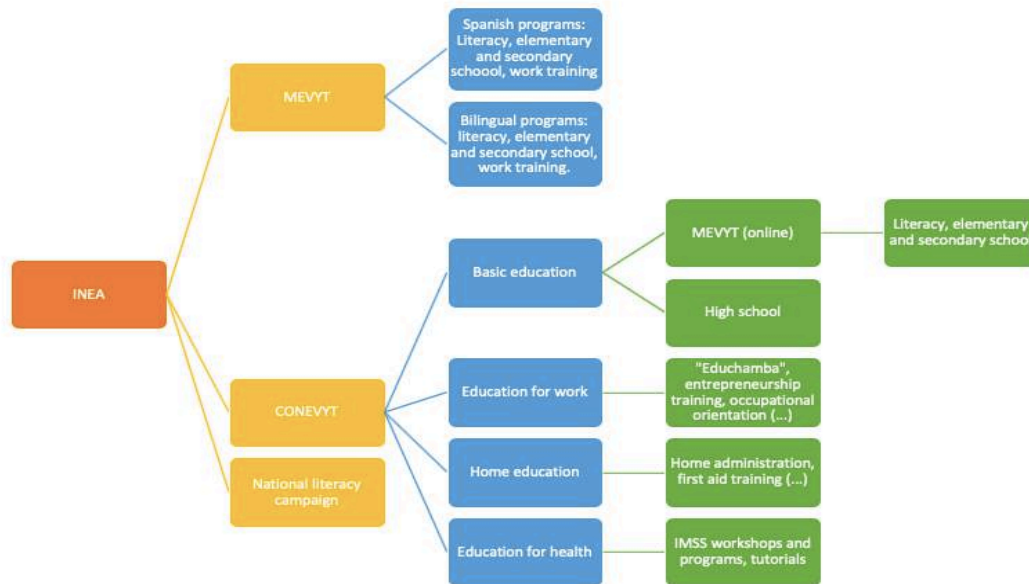 Spanish programs:
Literacy, elementary
and secondary
schoool, work training
MEVYT
Bilingual programs:
literacy, elementary
and secondary school,
work training.
MEVYT (online)
Literacy, elementary
and secondary school
Basic education
INEA
High school
"Educhamba",
entrepreneurship
training, occupational
orientation (...)
Education for work
CONEVYT
Home education
Home administration,
first aid training (...)
National literacy
campaign
Education for health
IMSS workshops and
programs, tutorials